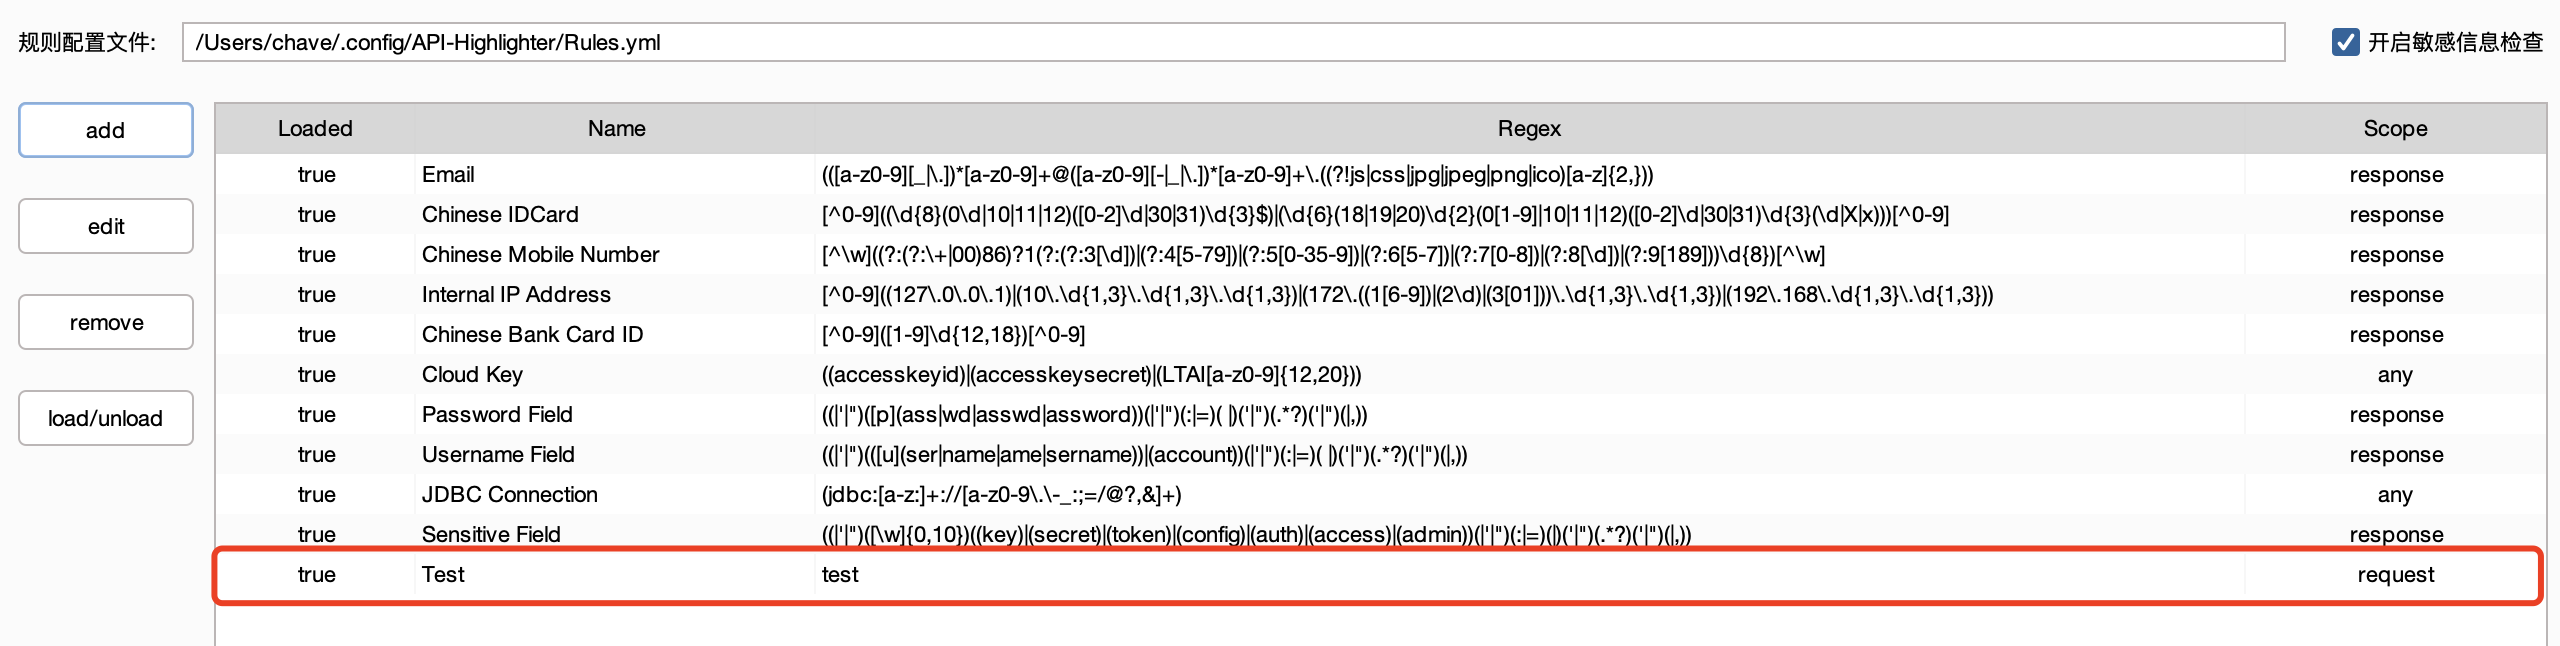 规则配置文件: /Users/chave/.config/API-Highlighter/Rules.yml 开启敏感信息检查
add
edit
remove
load/unload
Loaded Name Regex Scope
true Email (([a-z0-9][_|\.])*[a-z0-9]+@([a-z0-9][-|_|\.])*[a-z0-9]+\.((?!js|css|jpg|jpeg|png|ico)[a-z]{2,})) response
true Chinese IDCard [^0-9]((\d{8}(0\d|10|11|12)([0-2]\d|30|31)\d{3}$)|(\d{6}(18|19|20)\d{2}(0[1-9]|10|11|12)([0-2]\d|30|31)\d{3}(\d|X|x)))[^0-9] response
true Chinese Mobile Number [^\w]((?:(?:\+|00)86)?1(?:(?:3[\d])|(?:4[5-79])|(?:5[0-35-9])|(?:6[5-7])|(?:7[0-8])|(?:8[\d])|(?:9[189]))\d{8})[^\w] response
true Internal IP Address [^0-9]((127\.0\.0\.1)|(10\.\d{1,3}\.\d{1,3}\.\d{1,3})|(172\.((1[6-9])|(2\d)|(3[01]))\.\d{1,3}\.\d{1,3})|(192\.168\.\d{1,3}\.\d{1,3})) response
true Chinese Bank Card ID [^0-9]([1-9]\d{12,18})[^0-9] response
true Cloud Key ((accesskeyid)|(accesskeysecret)|(LTAI[a-z0-9]{12,20})) any
true Password Field ((|'|")([p](ass|wd|asswd|assword))(|'|")(:|=)( |)('|")(.*?)('|")(|,)) response
true Username Field ((|'|")(([u](ser|name|ame|sername))|(account))(|'|")(:|=)( |)('|")(.*?)('|")(|,)) response
true JDBC Connection (jdbc:[a-z:]+://[a-z0-9\.\-_:;=/@?,&]+) any
true Sensitive Field ((|'|")([\w]{0,10})((key)|(secret)|(token)|(config)|(auth)|(access)|(admin))(|'|")(:|=)(|)('|")(.*?)('|")(|,)) response
true Test test request